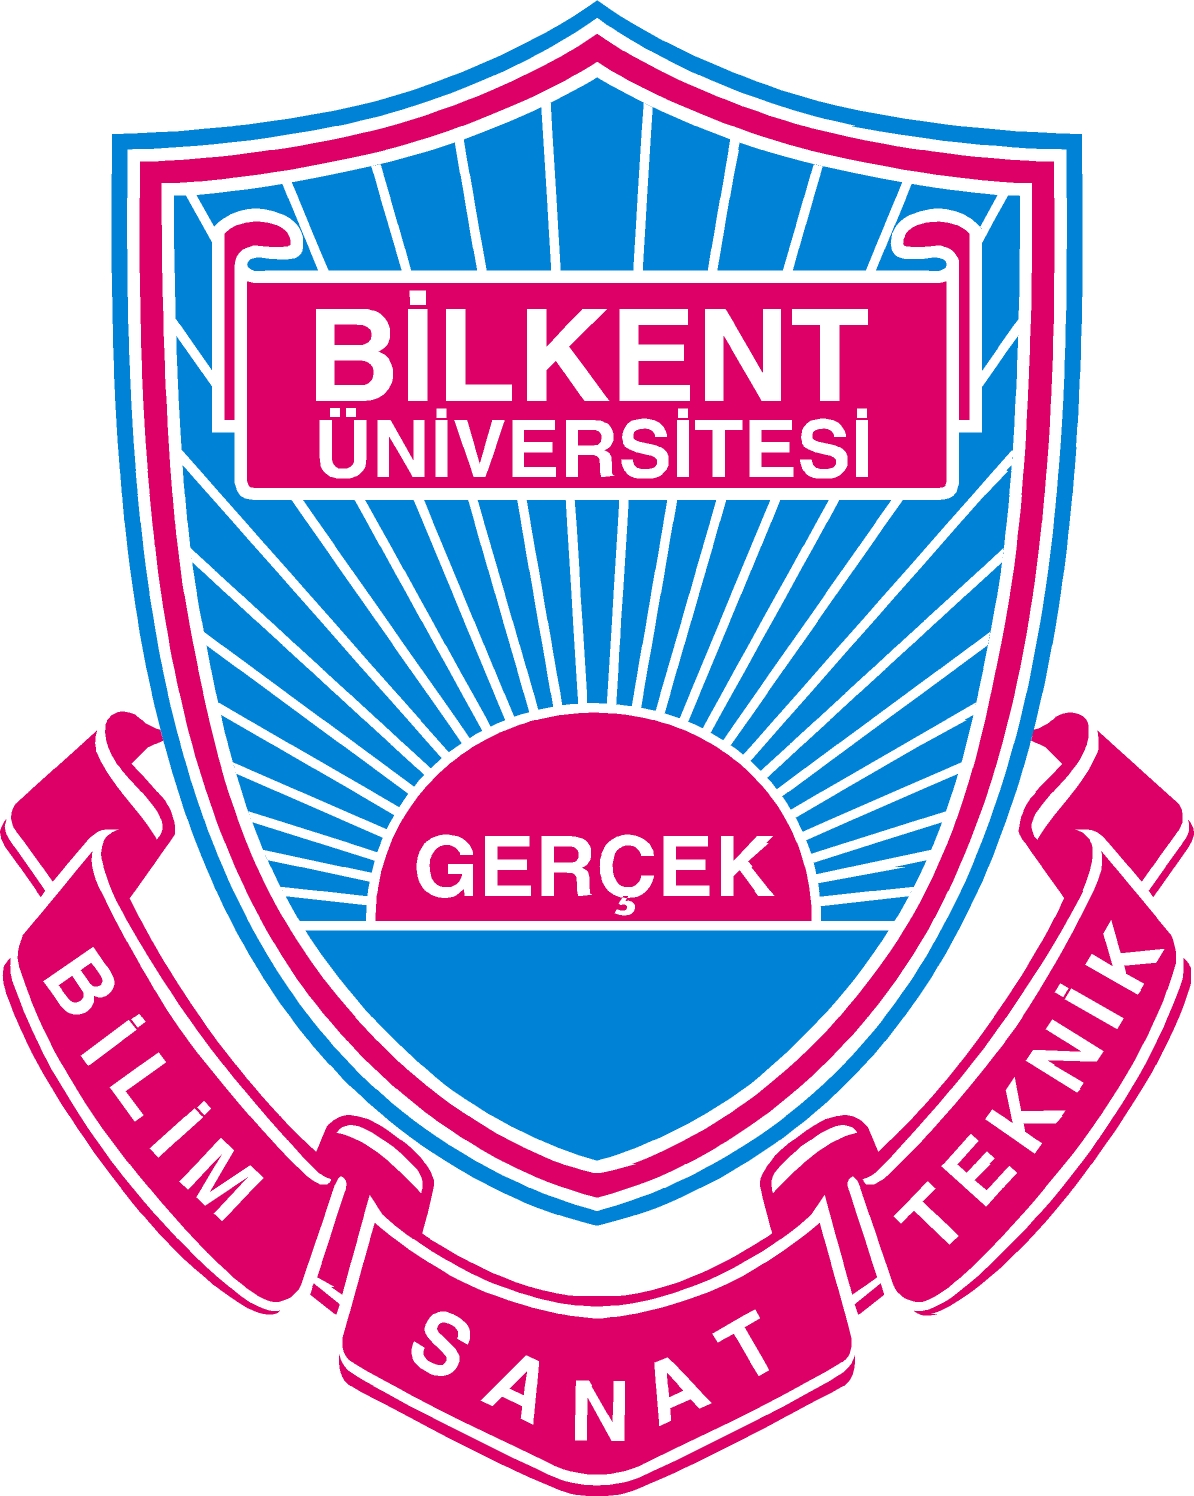 BİLKENT
ÜNİVERSİTESİ
GERÇEK
BİLİM
SANAT
TEKNİK